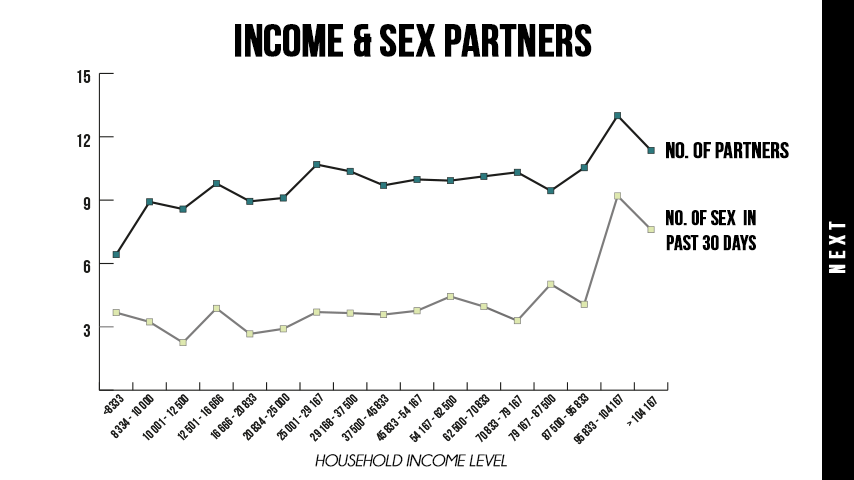 INCOME & SEX PARTNERS
15
12
9
6
3
NO. OF PARTNERS
NO. OF SEX IN
PAST 30 DAYS
<8333
8 334 - 10 000
10 001 - 12 500
12 501 - 16 666
16 666 - 20 833
20 834 - 25 000
25 001 - 29 167
29 168 - 37 500
37 500 - 45 833
45 833 - 54 167
54 167 - 62 500
62 500 - 70 833
70 833 - 79 167
79 167 - 87 500
87 500 - 95 833
95 833 - 104 167
> 104 167
HOUSEHOLD INCOME LEVEL
NEXT